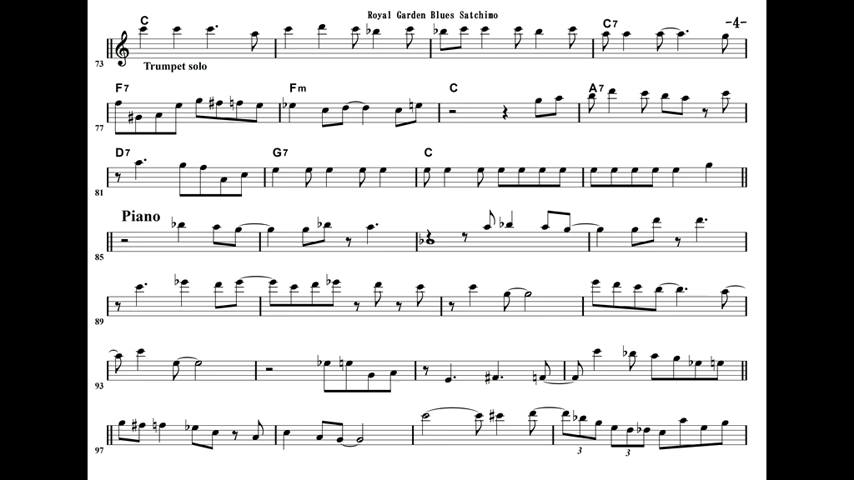 Royal Garden Blues Satchimo
-4-
C C7
73 Trumpet solo
F7 Fm C A7
77
D7 G7 C
81
Piano
85
89
93
97
3 3